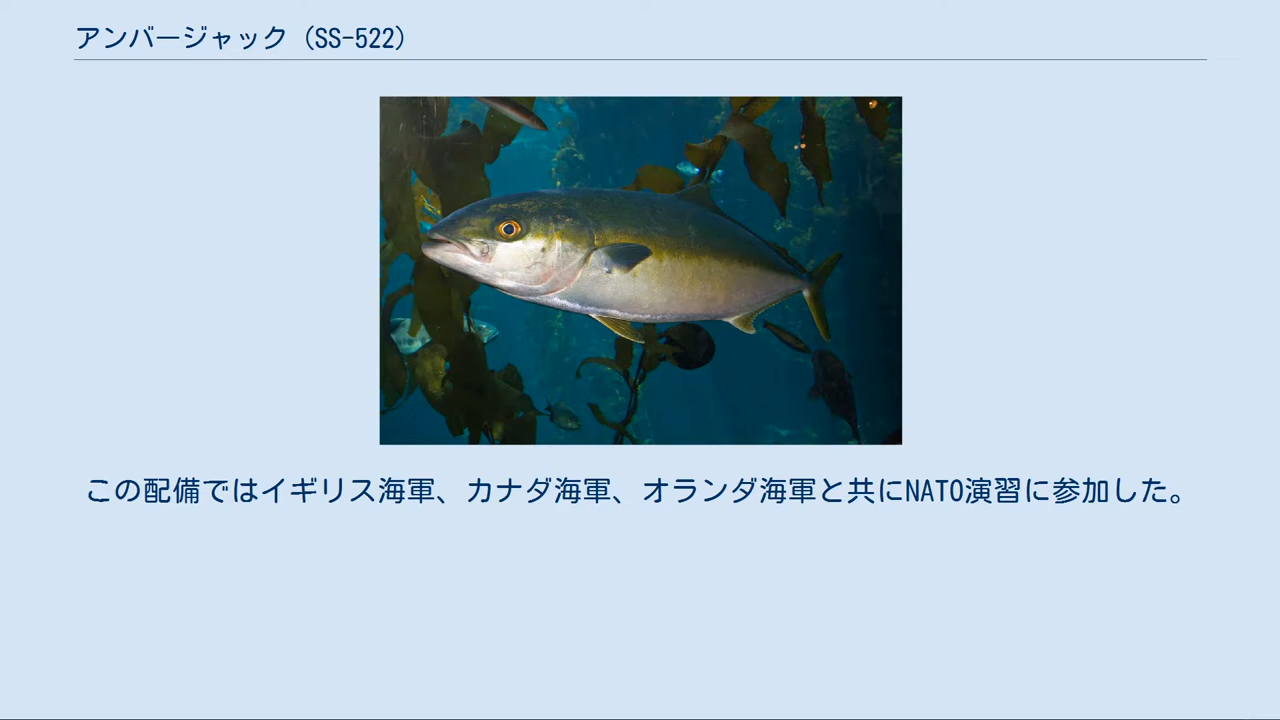 アンバージャック（SS-522）
この配備ではイギリス海軍、カナダ海軍、オランダ海軍と共にNATO演習に参加した。